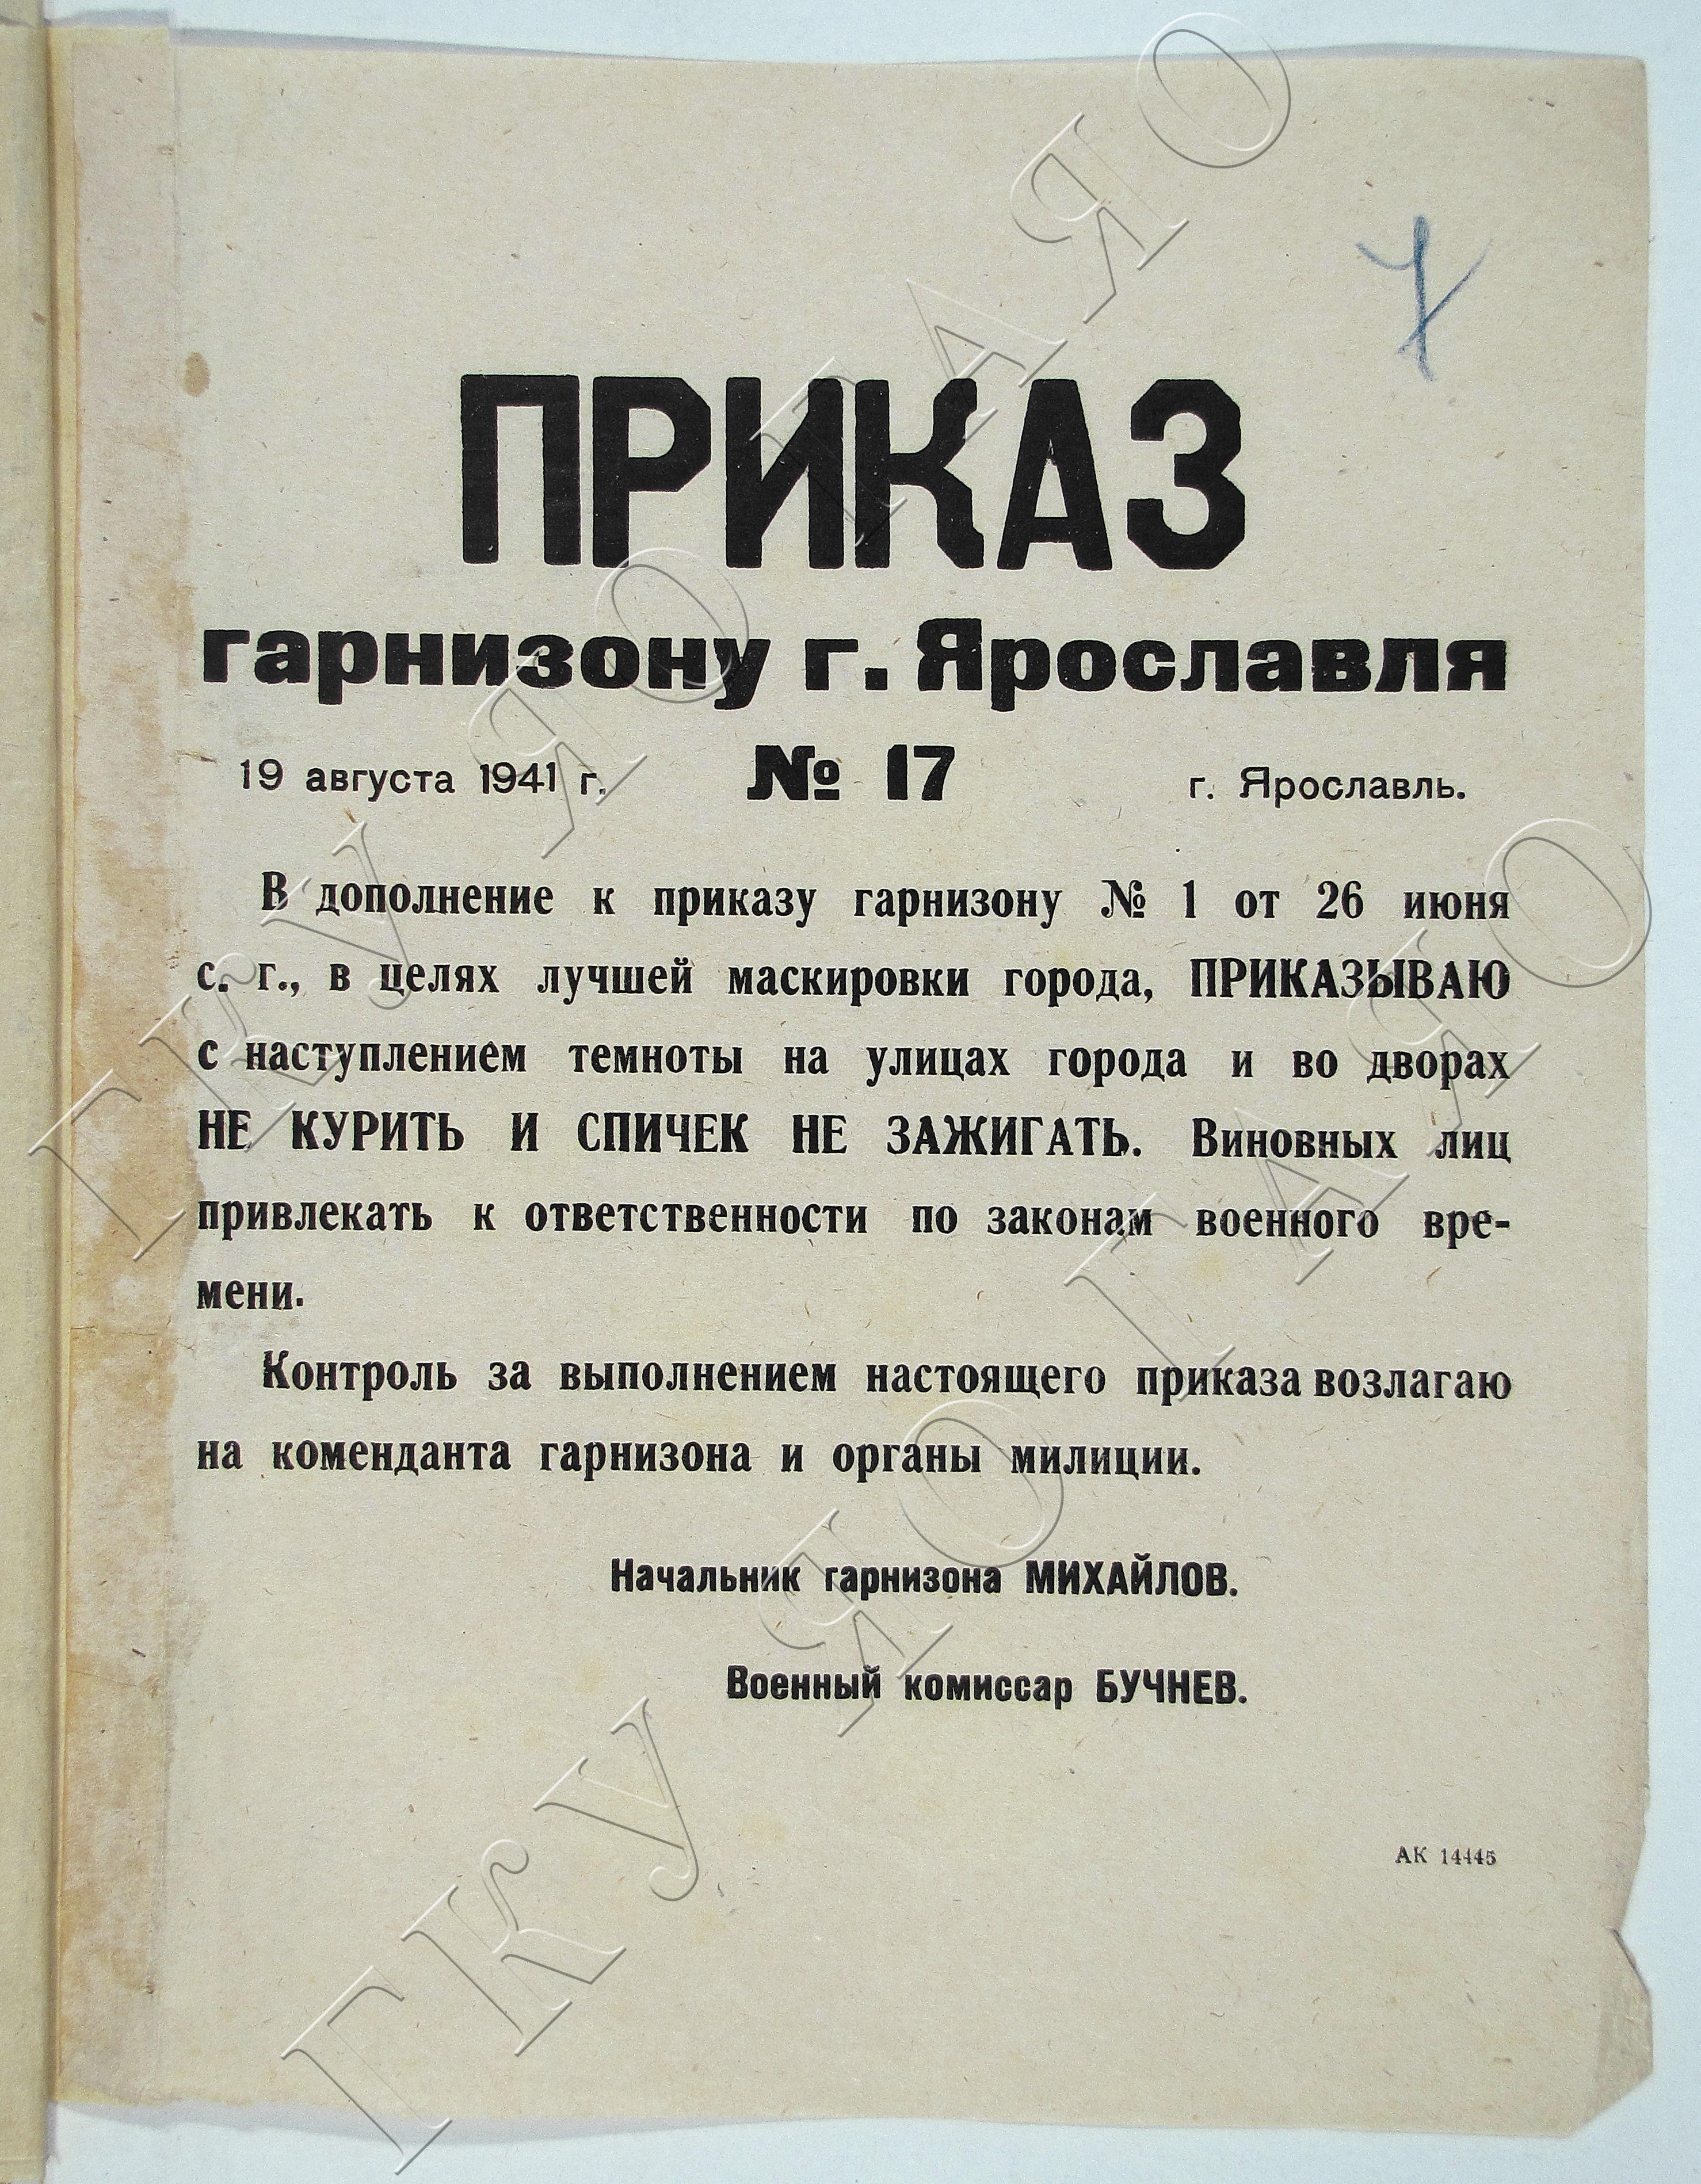 7
ПРИКАЗ
гарнизону г. Ярославля
19 августа 1941 г. № 17 г. Ярославль.
В дополнение к приказу гарнизону № 1 от 26 июня
с. г., в целях лучшей маскировки города, ПРИКАЗЫВАЮ
с наступлением темноты на улицах города и во дворах
НЕ КУРИТЬ И СПИЧЕК НЕ ЗАЖИГАТЬ. Виновных лиц
привлекать к ответственности по законам военного вре-
мени.
Контроль за выполнением настоящего приказа возлагаю
на коменданта гарнизона и органы милиции.
Начальник гарнизона МИХАЙЛОВ.
Военный комиссар БУЧНЕВ.
АК 14445
ГКУ ЯО ГАЯО
ГКУ ЯО ГАЯО